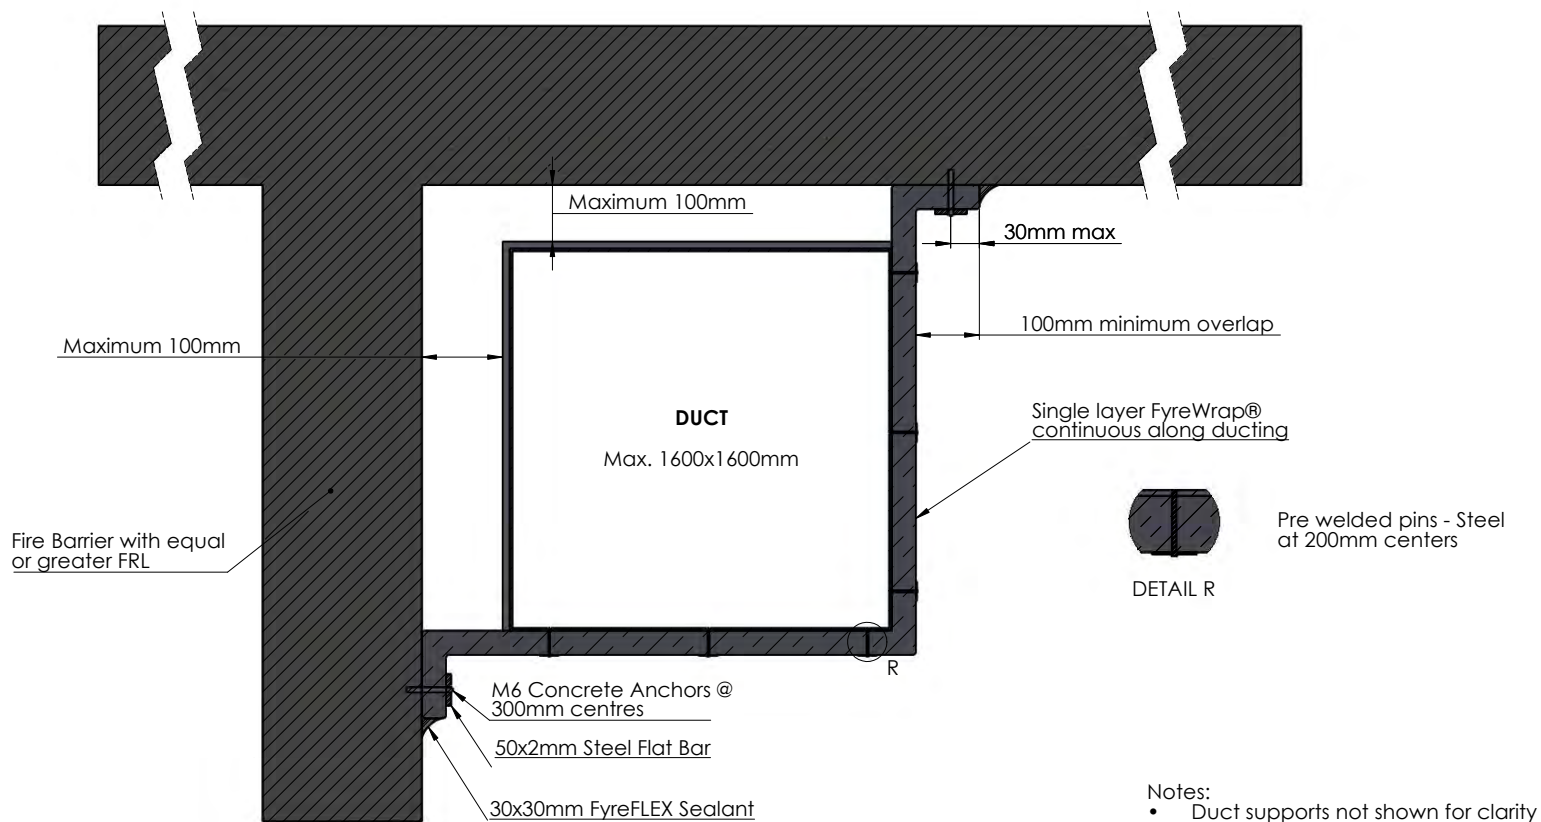 Maximum 100mm
30mm max
Maximum 100mm
100mm minimum overlap
DUCT
Max. 1600x1600mm
Single layer FyreWrap®
continuous along ducting
Fire Barrier with equal
or greater FRL
Pre welded pins - Steel
at 200mm centers
DETAIL R
R
M6 Concrete Anchors @
300mm centres
50x2mm Steel Flat Bar
30x30mm FyreFLEX Sealant
Notes:
• Duct supports not shown for clarity